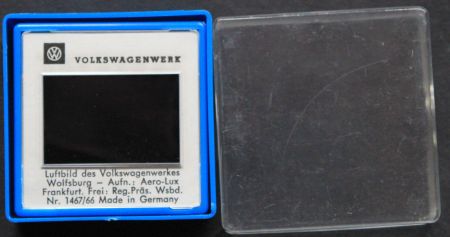 VOLKSWAGENWERK
Luftbild des Volkswagenwerkes
Wolfsburg – Aufn.: Aero-Lux
Frankfurt. Frei: Reg.Präs. Wsbd.
Nr. 1467/66 Made in Germany